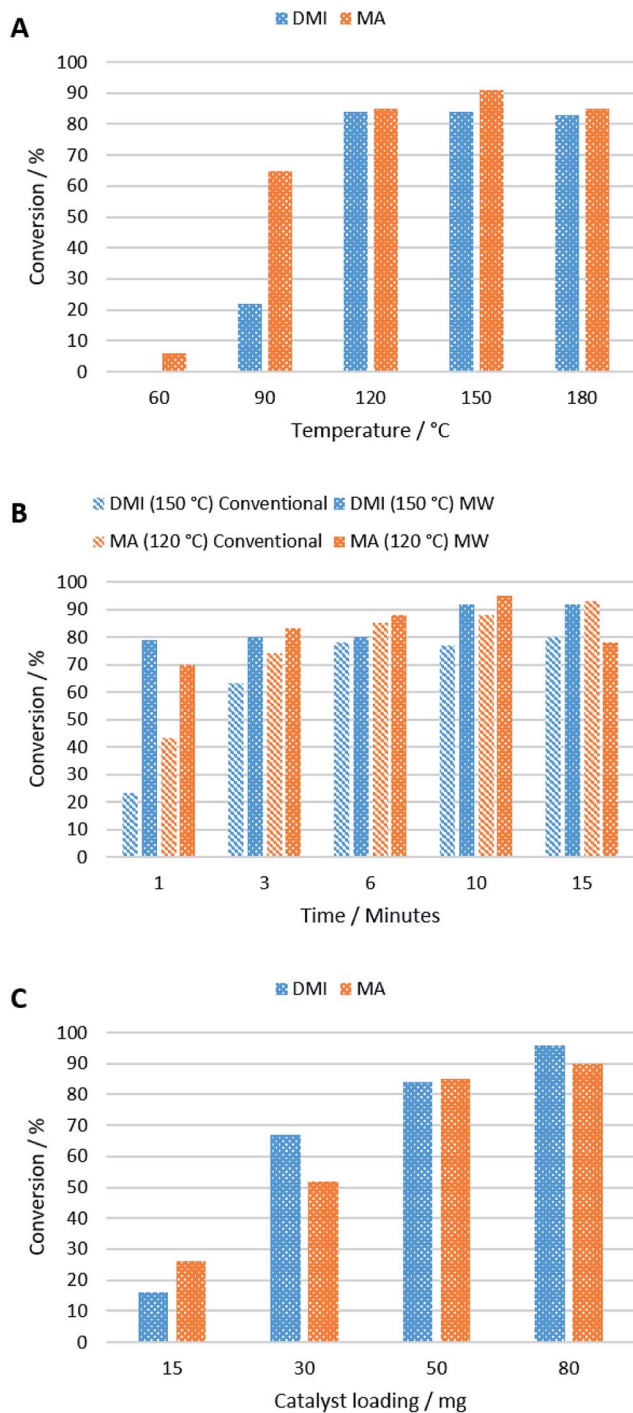 A
DMI MA
100
90
80
70
60
50
40
30
20
10
0
Conversion / %
60 90 120 150 180
Temperature / °C
B
DMI (150 °C) Conventional DMI (150 °C) MW
MA (120 °C) Conventional MA (120 °C) MW
100
90
80
70
60
50
40
30
20
10
0
Conversion / %
1 3 6 10 15
Time / Minutes
C
DMI MA
100
90
80
70
60
50
40
30
20
10
0
Conversion / %
15 30 50 80
Catalyst loading / mg